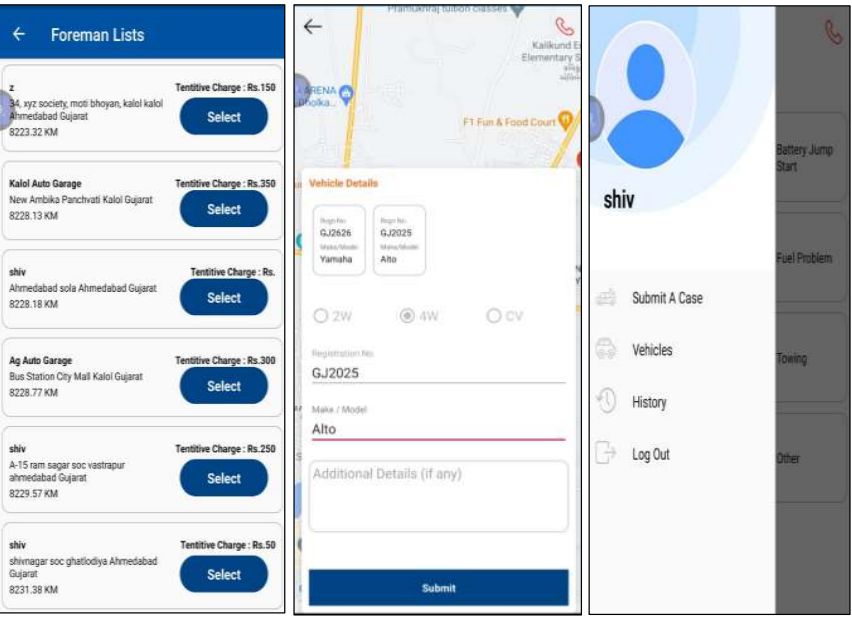 Foreman Lists
z
Tentitive Charge : Rs.150
34, xyz society, moti bhoyan, kalol kalol
Ahmedabad Gujarat
8223.32 KM
Select
Kalol Auto Garage
Tentitive Charge : Rs.350
New Ambika Panchvati Kalol Gujarat
8228.13 KM
Select
shiv
Tentitive Charge : Rs.
Ahmedabad sola Ahmedabad Gujarat
8228.18 KM
Select
Ag Auto Garage
Tentitive Charge : Rs.300
Bus Station City Mall Kalol Gujarat
8228.77 KM
Select
shiv
Tentitive Charge : Rs.250
A-15 ram sagar soc vastrapur
ahmedabad Gujarat
8229.57 KM
Select
shiv
Tentitive Charge : Rs.50
shivnagar soc ghatlodiya Ahmedabad
Gujarat
8231.38 KM
Select
Pramukhraj tuition classes
Kalikund E
Elementary S
ARENA
Dholka...
F1 Fun & Food Court
Vehicle Details
Regn No:
GJ2626
Make/Model
Yamaha
Regn No:
GJ2025
Make/Model
Alto
2W
4W
CV
Registration No
GJ2025
Make / Model
Alto
Additional Details (if any)
Submit
shiv
Submit A Case
Vehicles
History
Log Out
Battery Jump
Start
Fuel Problem
Towing
Other